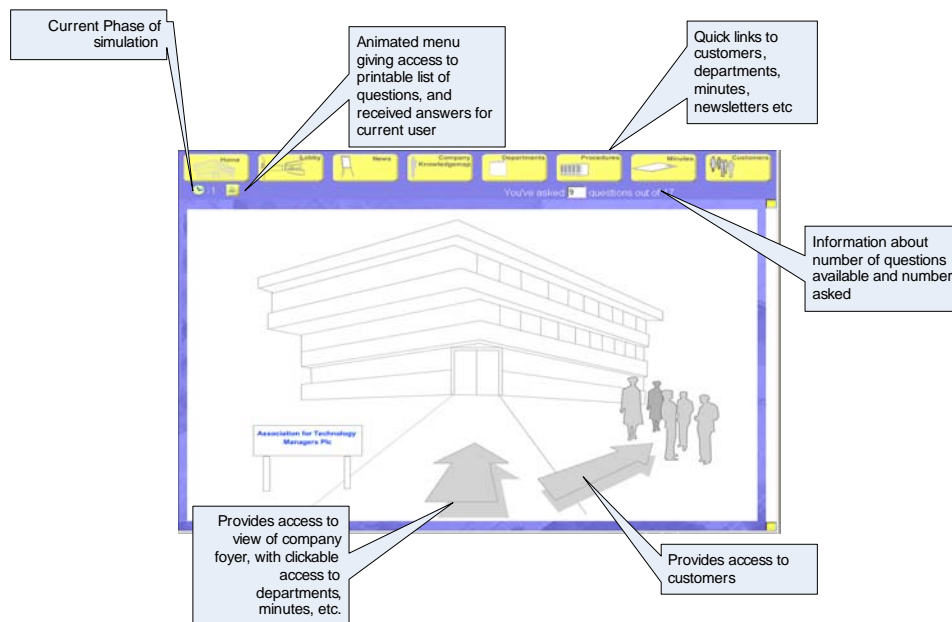 Current Phase of
simulation
Animated menu
giving access to
printable list of
questions, and
received answers for
current user
Quick links to
customers,
departments,
minutes,
newsletters etc
Home
Lobby
News
Company
Knowledgemap
Departments
Procedures
Minutes
Customers
1
You've asked 9 questions out of
Information about
number of questions
available and number
asked
Association for Technology
Managers Plc
Provides access to
view of company
foyer, with clickable
access to
departments,
minutes, etc.
Provides access to
customers